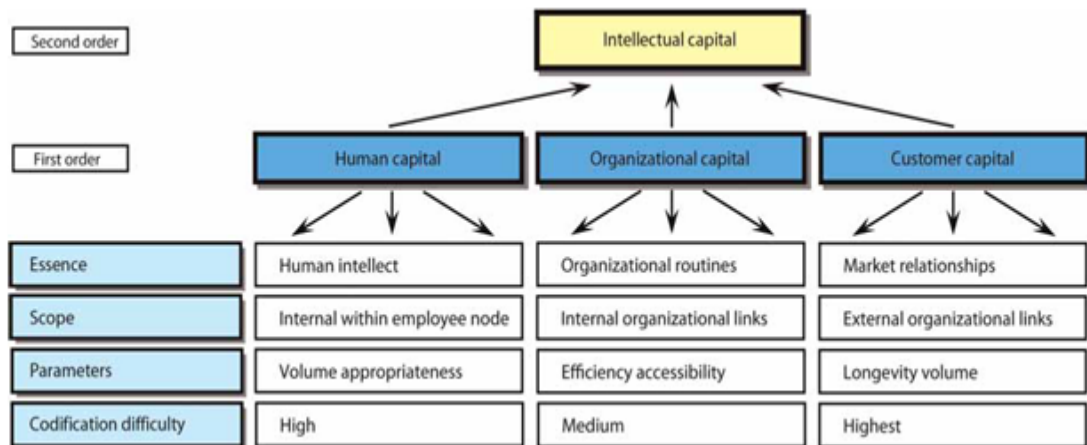 Second order
Intellectual capital
First order
Human capital
Organizational capital
Customer capital
Essence
Human intellect
Organizational routines
Market relationships
Scope
Internal within employee node
Internal organizational links
External organizational links
Parameters
Volume appropriateness
Efficiency accessibility
Longevity volume
Codification difficulty
High
Medium
Highest